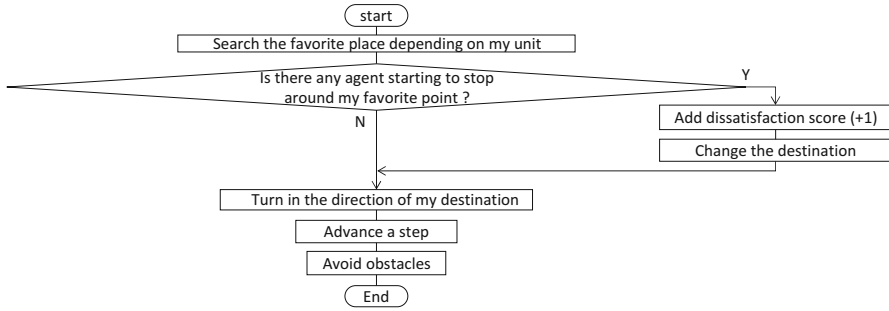 start
Search the favorite place depending on my unit
Is there any agent starting to stop
around my favorite point ?
Y
N
Add dissatisfaction score (+1)
Change the destination
Turn in the direction of my destination
Advance a step
Avoid obstacles
End